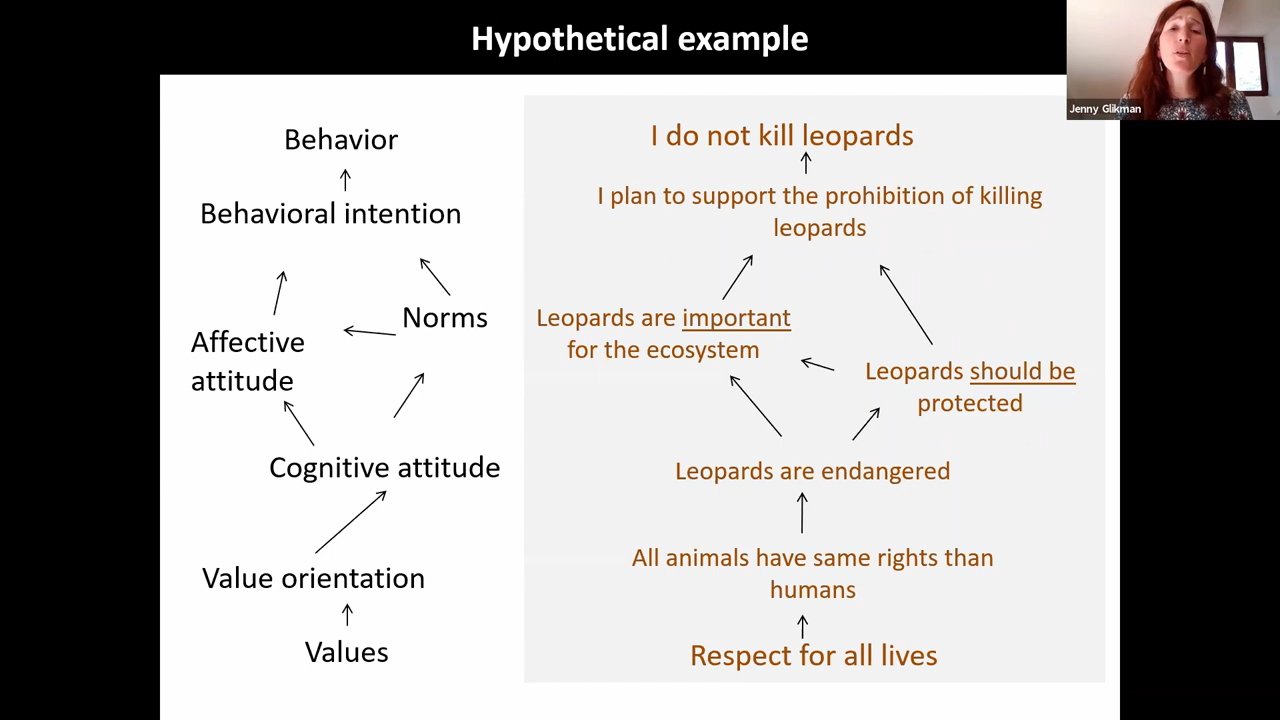 Hypothetical example
Jenny Glikman
Behavior
Behavioral intention
Norms
Affective
attitude
Cognitive attitude
Value orientation
Values
I do not kill leopards
I plan to support the prohibition of killing
leopards
Leopards are important
for the ecosystem
Leopards should be
protected
Leopards are endangered
All animals have same rights than
humans
Respect for all lives